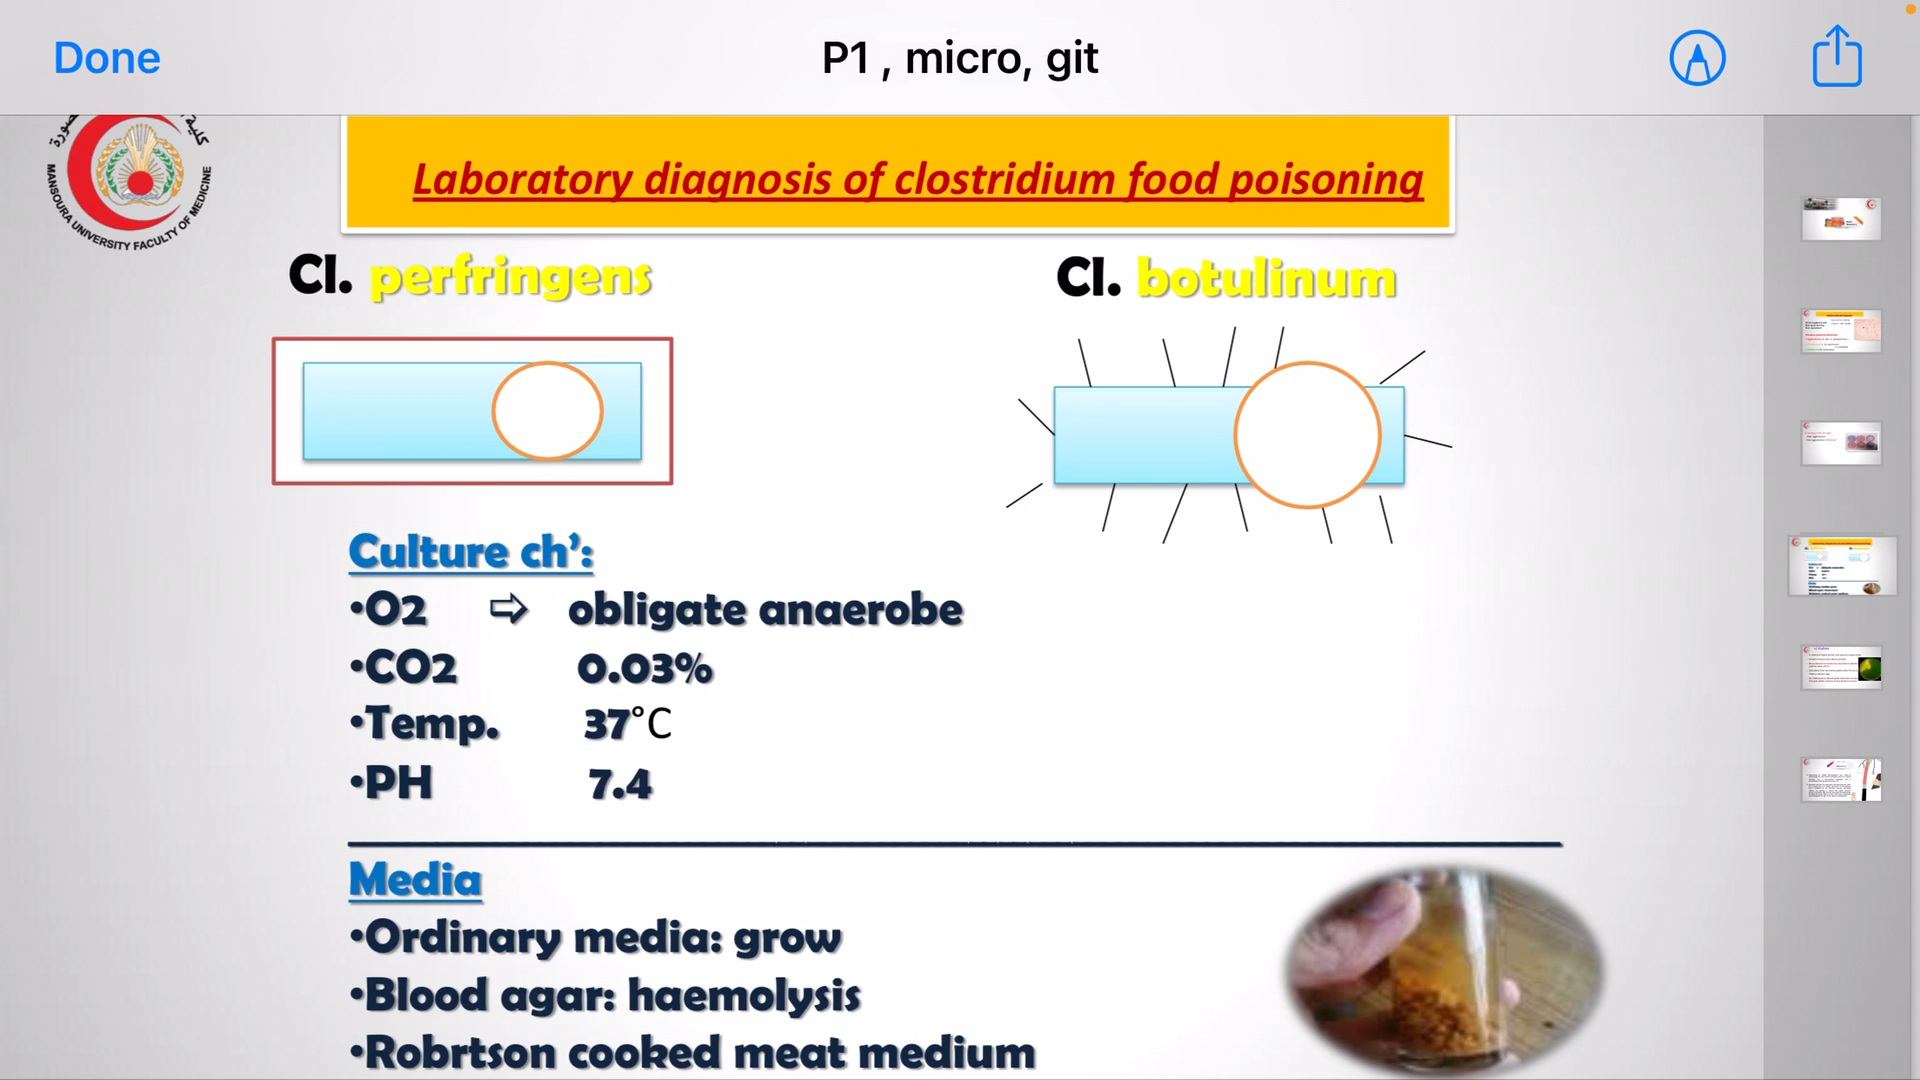 Done
P1 , micro, git
MANSOURA UNIVERSITY FACULTY OF MEDICINE
Laboratory diagnosis of clostridium food poisoning
Cl. perfringens
Cl. botulinum
Culture ch’:
•O2 ⇨ obligate anaerobe
•CO2 0.03%
•Temp. 37°C
•PH 7.4
Media
•Ordinary media: grow
•Blood agar: haemolysis
•Robrtson cooked meat medium